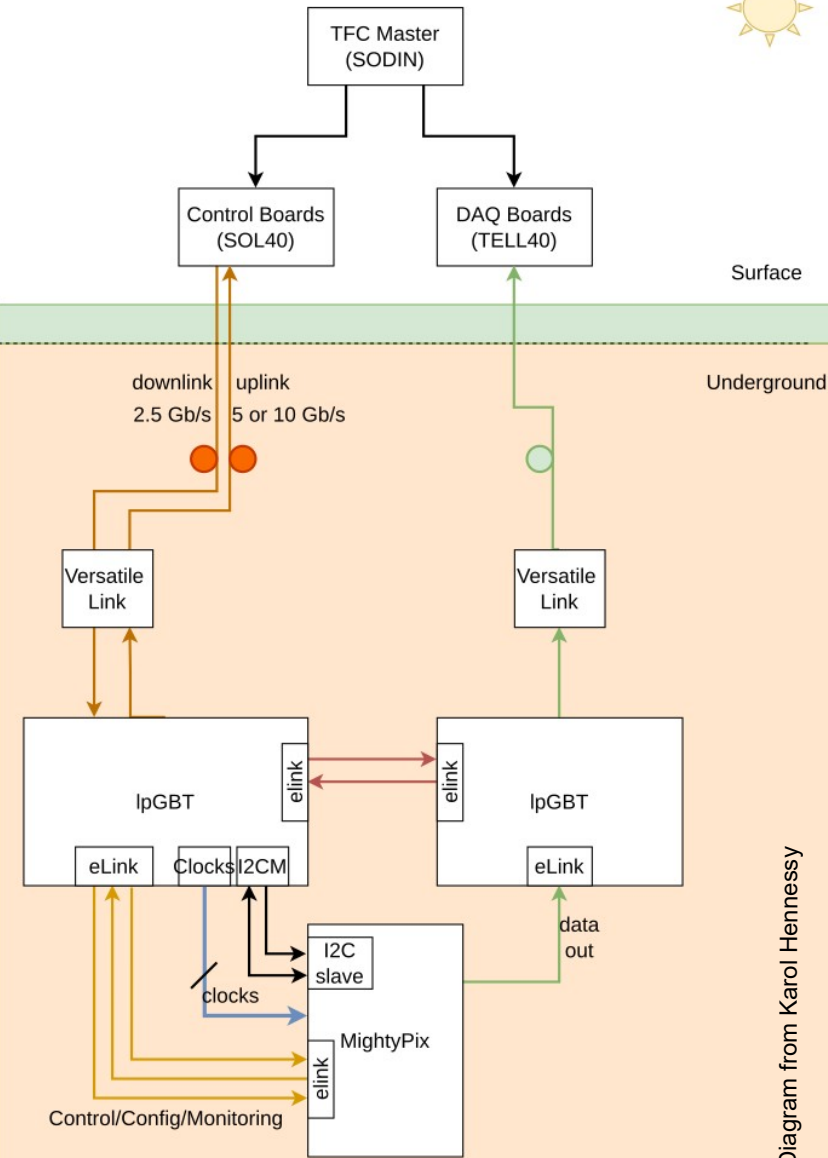 TFC Master
(SODIN)
Control Boards
(SOL40)
DAQ Boards
(TELL40)
Surface
Underground
downlink
uplink
2.5 Gb/s
5 or 10 Gb/s
Versatile
Link
Versatile
Link
lpGBT
elink
elink
lpGBT
eLink
Clocks
I2CM
eLink
data
out
I2C
slave
clocks
MightyPix
elink
Control/Config/Monitoring
Diagram from Karol Hennessy